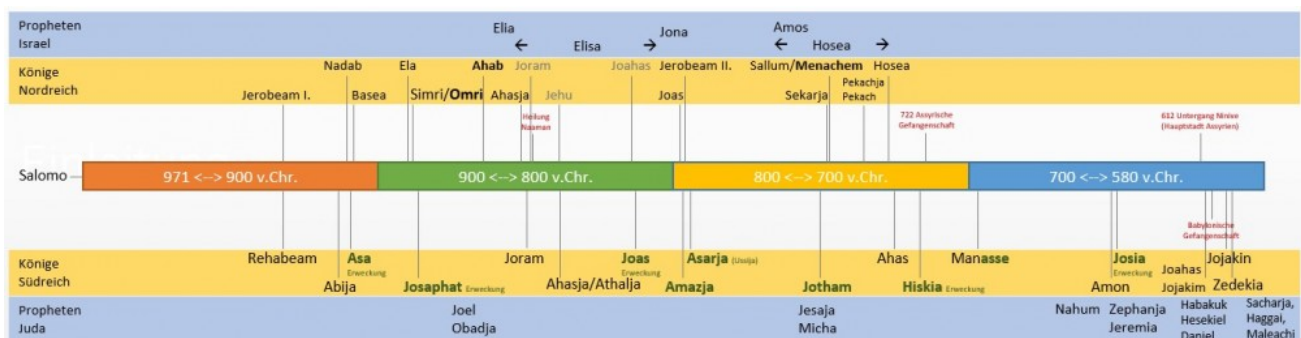 Propheten
Israel
Elia
Elisa
Jona
Amos
Hosea
← → ← →
Könige
Nordreich
Nadab Ela Ahab Joram Joahas Jerobeam II. Sallum/Menachem Hosea
Pekachja
Jerobeam I. Basea Simri/Omri Ahasja Jehu Joas Sekarja Pekach
Heilung
Naaman
722 Assyrische
Gefangenschaft
612 Untergang Ninive
(Hauptstadt Assyrien)
Salomo
971 <--> 900 v.Chr. 900 <--> 800 v.Chr. 800 <--> 700 v.Chr. 700 <--> 580 v.Chr.
Babylonische
Gefangenschaft
Könige
Südreich
Rehabeam Asa Joram Joas Asarja (Ussija) Ahas Manasse Josia Jojakin
Erweckung Erweckung Erweckung
Joahas
Abija Josaphat Erweckung Ahasja/Athalja Amazja Jotham Hiskia Erweckung Amon Jojakim Zedekia
Propheten
Juda
Joel
Obadja
Jesaja
Micha
Nahum
Zephanja
Jeremia
Habakuk
Hesekiel
Daniel
Sacharja,
Haggai,
Maleachi